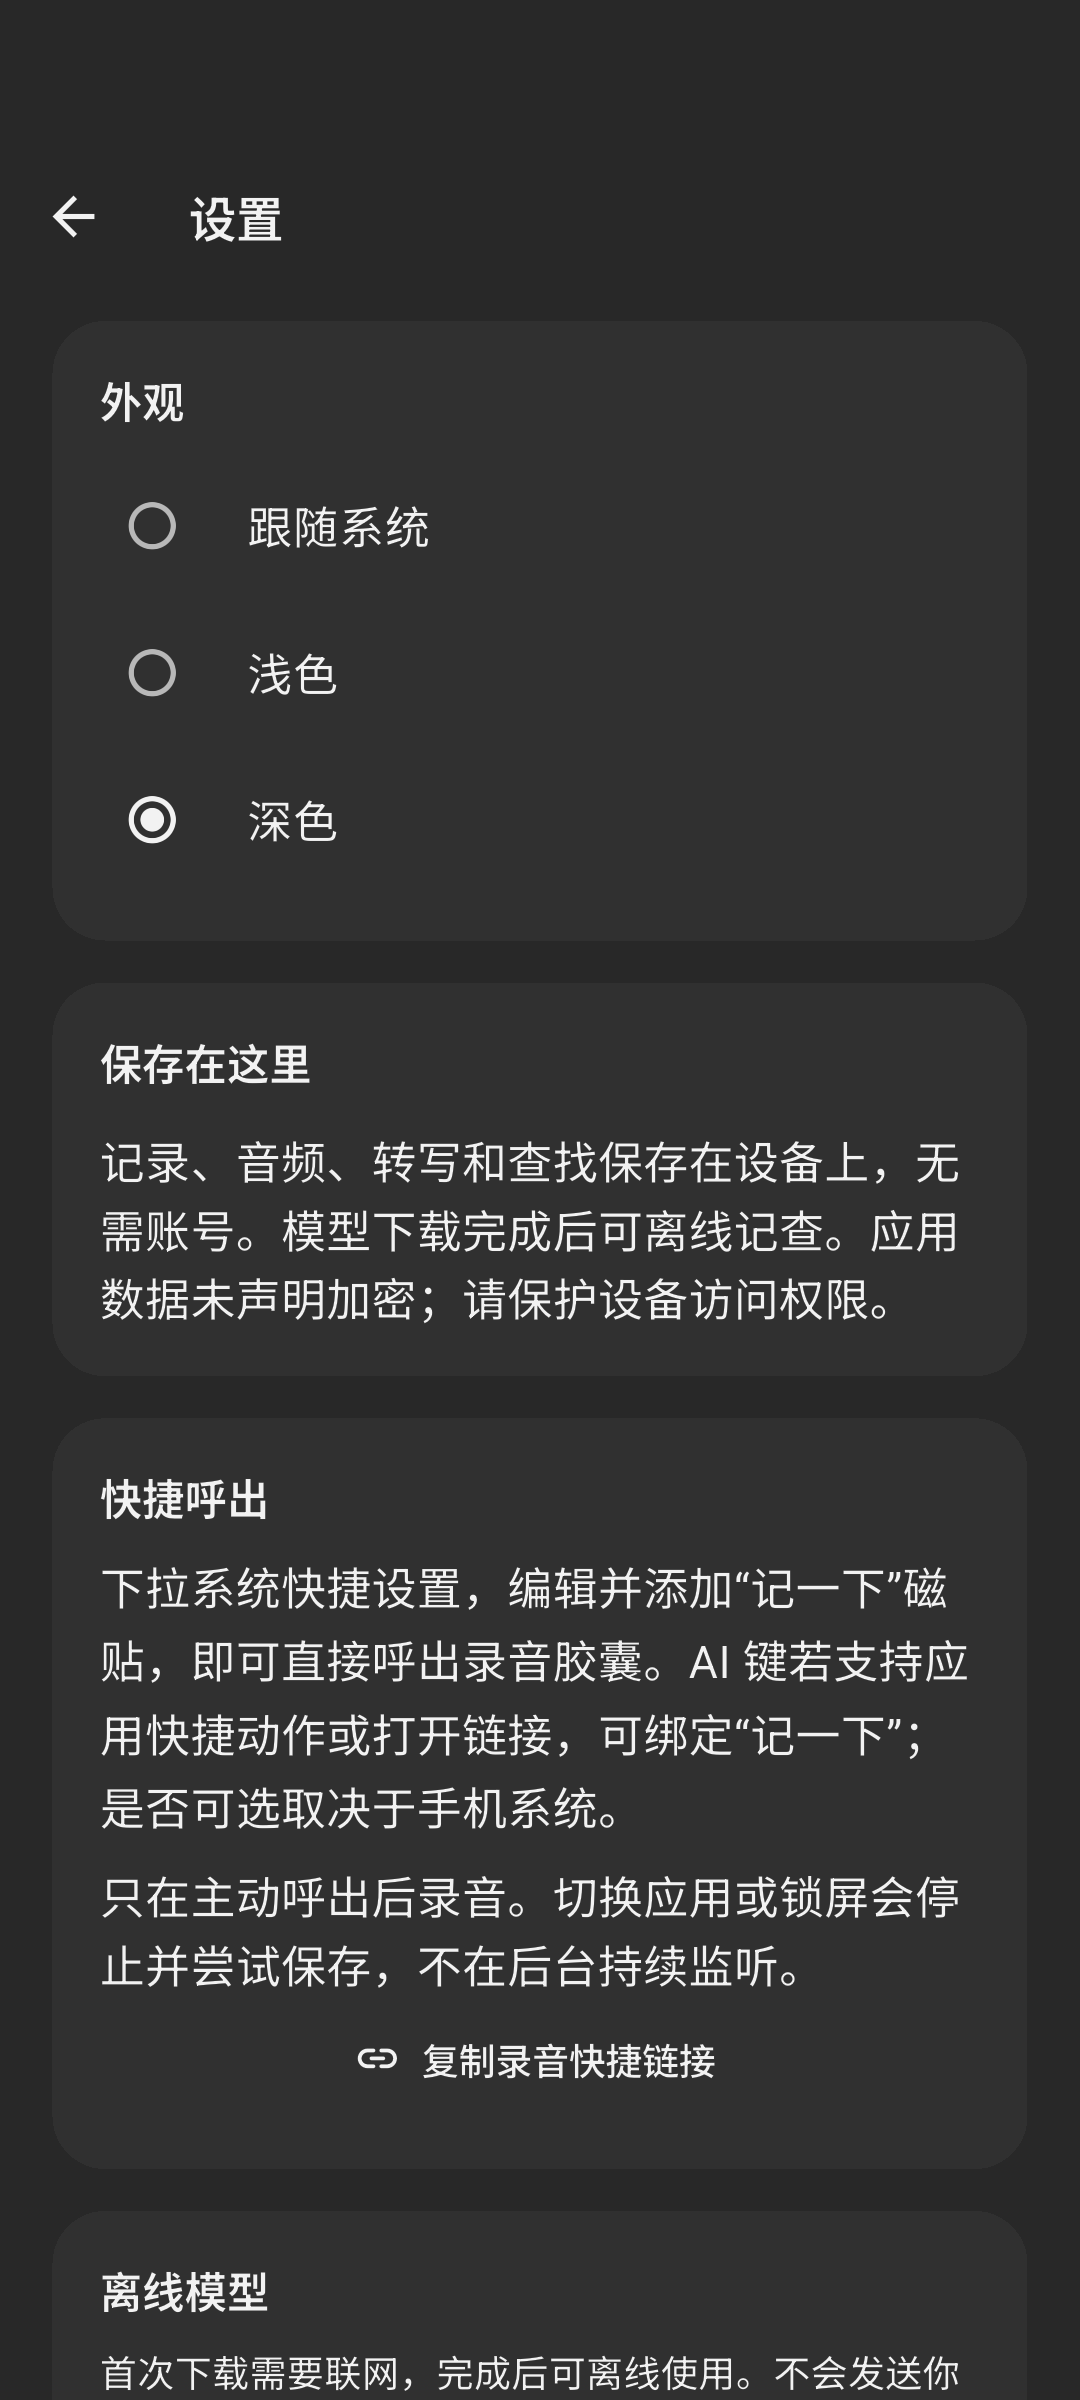 设置
外观
跟随系统
浅色
深色
保存在这里
记录、音频、转写和查找保存在设备上，无
需账号。模型下载完成后可离线记查。应用
数据未声明加密；请保护设备访问权限。
快捷呼出
下拉系统快捷设置，编辑并添加“记一下”磁
贴，即可直接呼出录音胶囊。AI 键若支持应
用快捷动作或打开链接，可绑定“记一下”；
是否可选取决于手机系统。
只在主动呼出后录音。切换应用或锁屏会停
止并尝试保存，不在后台持续监听。
复制录音快捷链接
离线模型
首次下载需要联网，完成后可离线使用。不会发送你